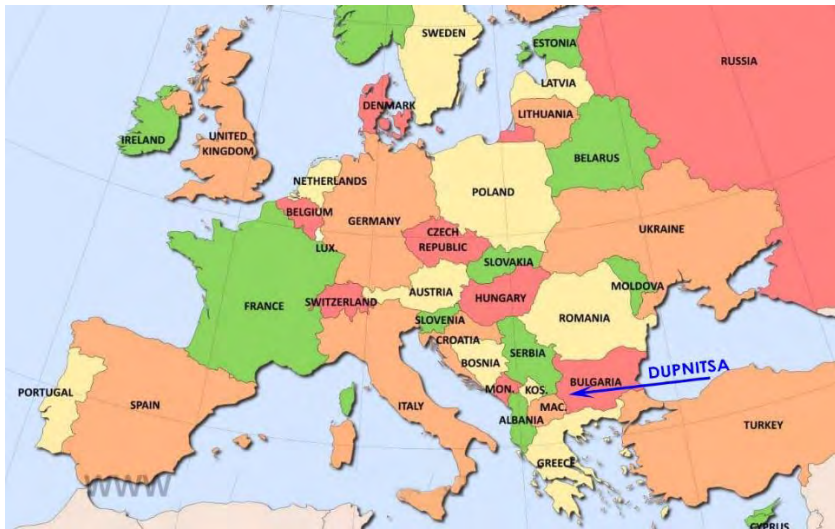 SWEDEN
ESTONIA
RUSSIA
LATVIA
DENMARK
LITHUANIA
IRELAND
UNITED
KINGDOM
BELARUS
NETHERLANDS
POLAND
BELGIUM
GERMANY
CZECH
REPUBLIC
UKRAINE
LUX.
SLOVAKIA
FRANCE
AUSTRIA
MOLDOVA
SWITZERLAND
HUNGARY
SLOVENIA
ROMANIA
CROATIA
SERBIA
BOSNIA
DUPNITSA
PORTUGAL
SPAIN
ITALY
MON.
KOS.
BULGARIA
MAC.
ALBANIA
TURKEY
GREECE
WWW
CYPRUS